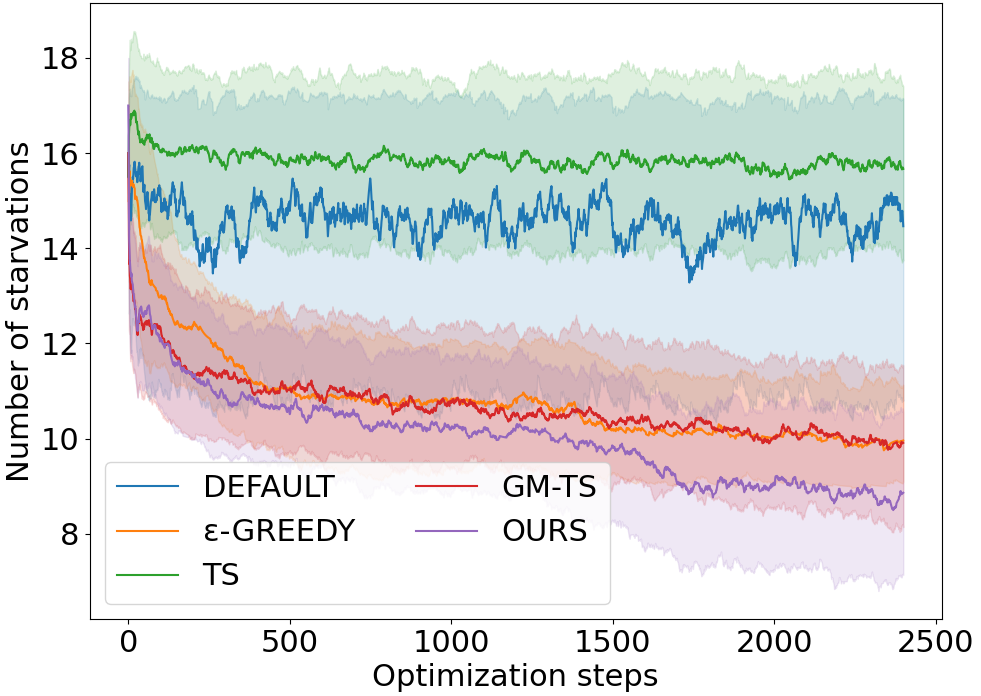 Number of starvations
18
16
14
12
10
8
DEFAULT
ε-GREEDY
TS
GM-TS
OURS
0 500 1000 1500 2000 2500
Optimization steps